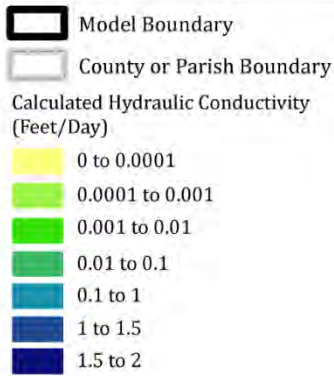 Model Boundary
County or Parish Boundary
Calculated Hydraulic Conductivity
(Feet/Day)
0 to 0.0001
0.0001 to 0.001
0.001 to 0.01
0.01 to 0.1
0.1 to 1
1 to 1.5
1.5 to 2